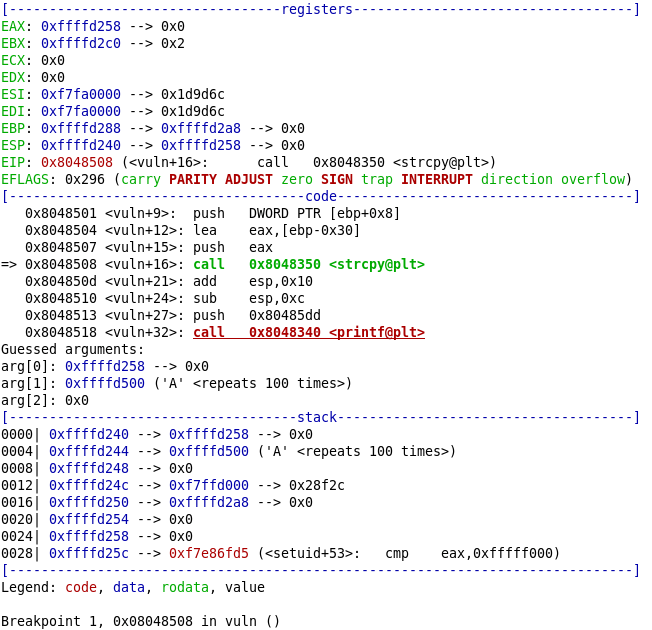 [----------------------------------registers-----------------------------------]
EAX: 0xffffd258 --> 0x0
EBX: 0xffffd2c0 --> 0x2
ECX: 0x0
EDX: 0x0
ESI: 0xf7fa0000 --> 0x1d9d6c
EDI: 0xf7fa0000 --> 0x1d9d6c
EBP: 0xffffd288 --> 0xffffd2a8 --> 0x0
ESP: 0xffffd240 --> 0xffffd258 --> 0x0
EIP: 0x8048508 (<vuln+16>:      call   0x8048350 <strcpy@plt>)
EFLAGS: 0x296 (carry PARITY ADJUST zero SIGN trap INTERRUPT direction overflow)
[-------------------------------------code-------------------------------------]
   0x8048501 <vuln+9>:  push   DWORD PTR [ebp+0x8]
   0x8048504 <vuln+12>: lea    eax,[ebp-0x30]
   0x8048507 <vuln+15>: push   eax
=> 0x8048508 <vuln+16>: call   0x8048350 <strcpy@plt>
   0x804850d <vuln+21>: add    esp,0x10
   0x8048510 <vuln+24>: sub    esp,0xc
   0x8048513 <vuln+27>: push   0x80485dd
   0x8048518 <vuln+32>: call   0x8048340 <printf@plt>
Guessed arguments:
arg[0]: 0xffffd258 --> 0x0
arg[1]: 0xffffd500 ('A' <repeats 100 times>)
arg[2]: 0x0
[------------------------------------stack-------------------------------------]
0000| 0xffffd240 --> 0xffffd258 --> 0x0
0004| 0xffffd244 --> 0xffffd500 ('A' <repeats 100 times>)
0008| 0xffffd248 --> 0x0
0012| 0xffffd24c --> 0xf7ffd000 --> 0x28f2c
0016| 0xffffd250 --> 0xffffd2a8 --> 0x0
0020| 0xffffd254 --> 0x0
0024| 0xffffd258 --> 0x0
0028| 0xffffd25c --> 0xf7e86fd5 (<setuid+53>:   cmp    eax,0xfffff000)
[------------------------------------------------------------------------------]
Legend: code, data, rodata, value
Breakpoint 1, 0x08048508 in vuln ()